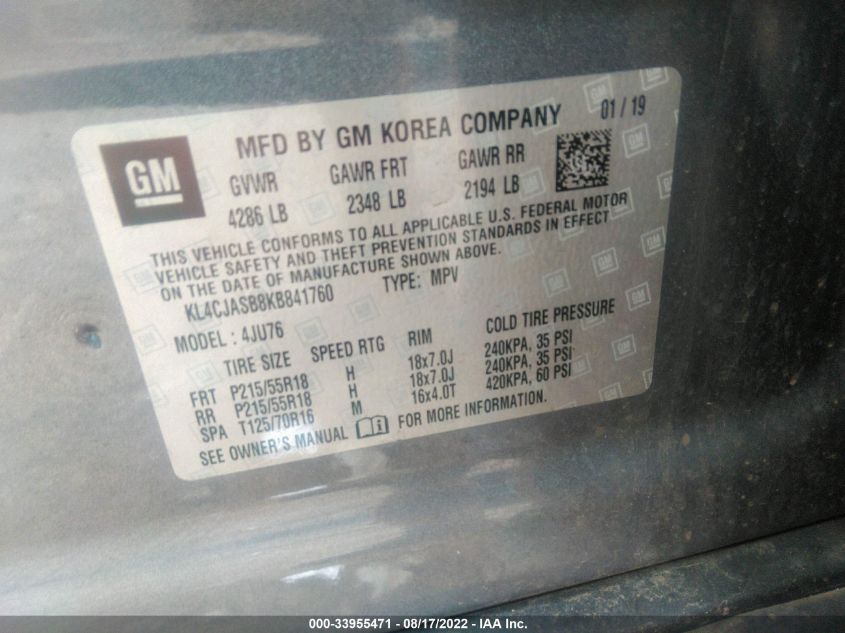 MFD BY GM KOREA COMPANY 01 / 19
GM
GVWR GAWR FRT GAWR RR
4286 LB 2348 LB 2194 LB
THIS VEHICLE CONFORMS TO ALL APPLICABLE U.S. FEDERAL MOTOR
VEHICLE SAFETY AND THEFT PREVENTION STANDARDS IN EFFECT
ON THE DATE OF MANUFACTURE SHOWN ABOVE.
KL4CJASB8KB841760 TYPE: MPV
MODEL : 4JU76
TIRE SIZE SPEED RTG RIM COLD TIRE PRESSURE
FRT P215/55R18 H 18x7.0J 240KPA, 35 PSI
RR P215/55R18 H 18x7.0J 240KPA, 35 PSI
SPA T125/70R16 M 16x4.0T 420KPA, 60 PSI
SEE OWNER'S MANUAL FOR MORE INFORMATION.
000-33955471 - 08/17/2022 - IAA Inc.